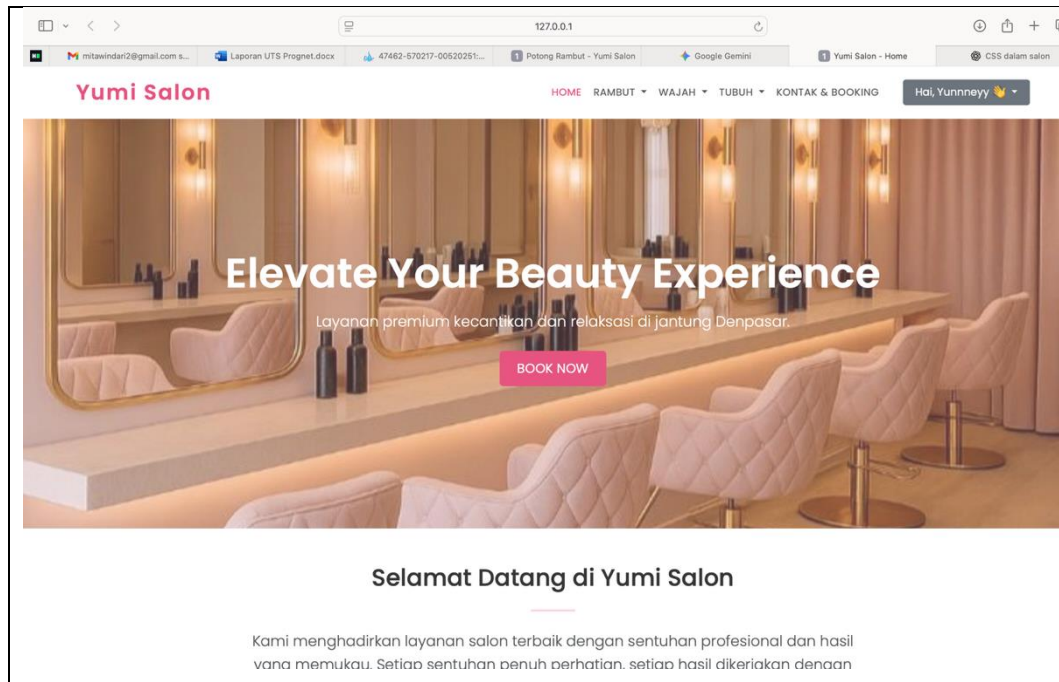 127.0.0.1
mitawindari2@gmail.com s...
Laporan UTS Prognet.docx
47462-570217-00520251:...
Potong Rambut - Yumi Salon
Google Gemini
Yumi Salon - Home
CSS dalam salon
Yumi Salon
HOME RAMBUT WAJAH TUBUH KONTAK & BOOKING Hai, Yunnneyy 👋
Elevate Your Beauty Experience
Layanan premium kecantikan dan relaksasi di jantung Denpasar.
BOOK NOW
Selamat Datang di Yumi Salon
Kami menghadirkan layanan salon terbaik dengan sentuhan profesional dan hasil
yang memukau. Setiap sentuhan penuh perhatian, setiap hasil dikerjakan dengan